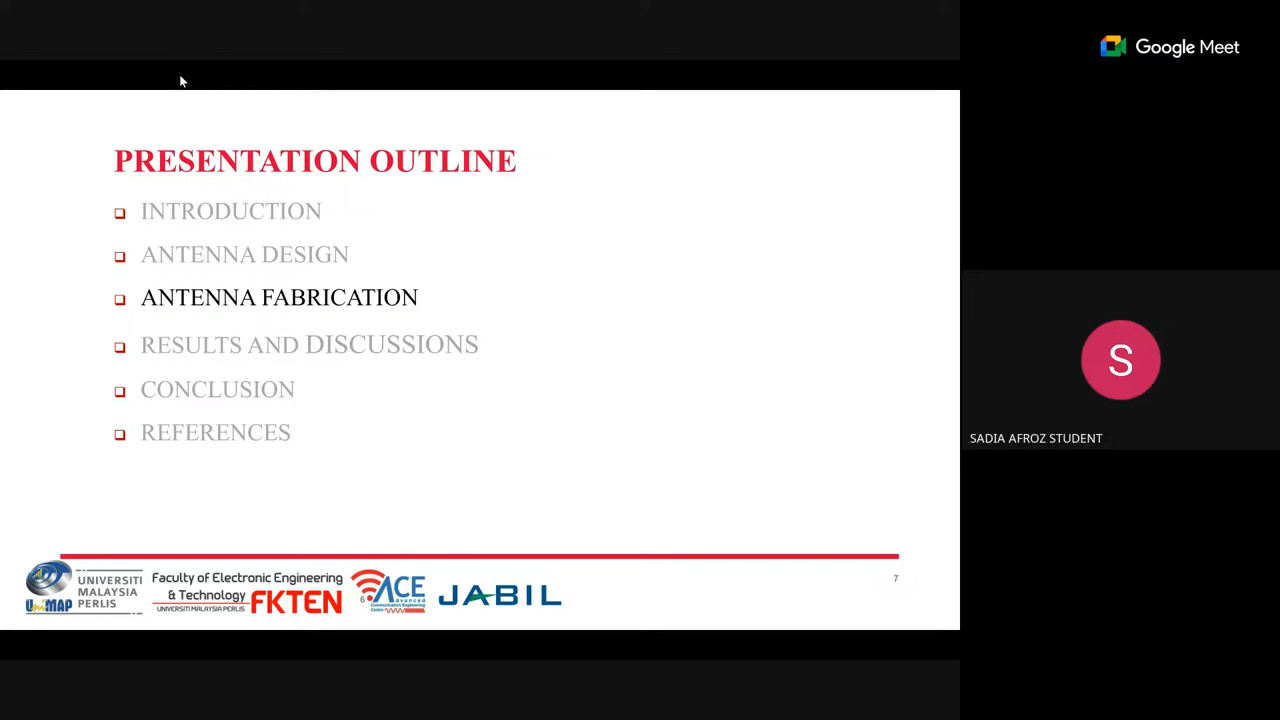 Google Meet
PRESENTATION OUTLINE
INTRODUCTION
ANTENNA DESIGN
ANTENNA FABRICATION
RESULTS AND DISCUSSIONS
CONCLUSION
REFERENCES
7
UNIVERSITI
MALAYSIA
PERLIS
UniMAP
Faculty of Electronic Engineering
& Technology
UNIVERSITI MALAYSIA PERLIS
FKTEN
6
ACE
Advanced
Communication Engineering
Centre
JABIL
S
SADIA AFROZ STUDENT